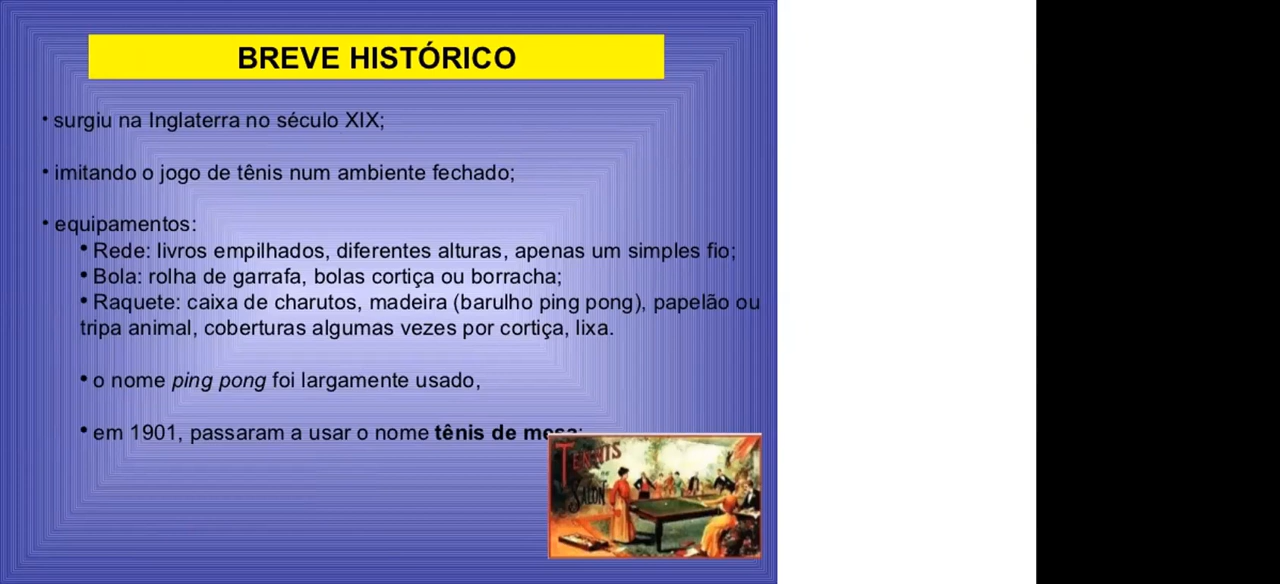 BREVE HISTÓRICO
• surgiu na Inglaterra no século XIX;
• imitando o jogo de tênis num ambiente fechado;
• equipamentos:
• Rede: livros empilhados, diferentes alturas, apenas um simples fio;
• Bola: rolha de garrafa, bolas cortiça ou borracha;
• Raquete: caixa de charutos, madeira (barulho ping pong), papelão ou
tripa animal, coberturas algumas vezes por cortiça, lixa.
• o nome ping pong foi largamente usado,
• em 1901, passaram a usar o nome tênis de mesa;
TENNIS
DE
SALON